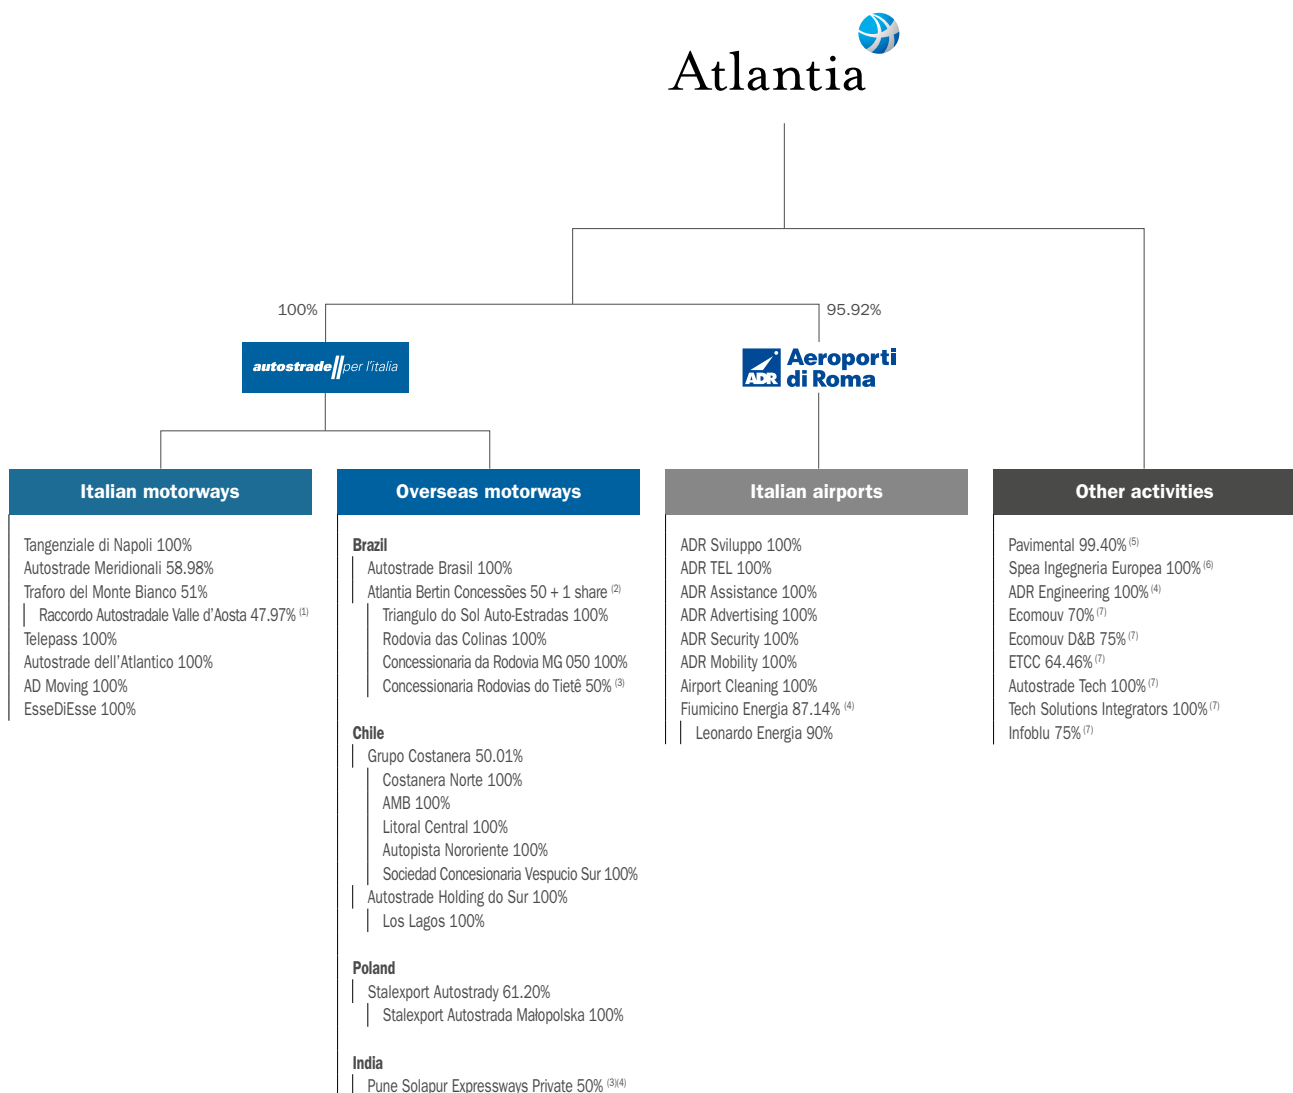 Atlantia
100%
95.92%
autostrade//per l'italia
ADR Aeroporti
di Roma
Italian motorways
Tangenziale di Napoli 100%
Autostrade Meridionali 58.98%
Traforo del Monte Bianco 51%
Raccordo Autostradale Valle d'Aosta 47.97% (1)
Telepass 100%
Autostrade dell'Atlantico 100%
AD Moving 100%
EsseDiEsse 100%
Overseas motorways
Brazil
Autostrade Brasil 100%
Atlantia Bertin Concessões 50 + 1 share (2)
Triangulo do Sol Auto-Estradas 100%
Rodovia das Colinas 100%
Concessionaria da Rodovia MG 050 100%
Concessionaria Rodovias do Tietê 50% (3)
Chile
Grupo Costanera 50.01%
Costanera Norte 100%
AMB 100%
Litoral Central 100%
Autopista Nororiente 100%
Sociedad Concesionaria Vespucio Sur 100%
Autostrade Holding do Sur 100%
Los Lagos 100%
Poland
Stalexport Autostrady 61.20%
Stalexport Autostrada Małopolska 100%
India
Pune Solapur Expressways Private 50% (3)(4)
Italian airports
ADR Sviluppo 100%
ADR TEL 100%
ADR Assistance 100%
ADR Advertising 100%
ADR Security 100%
ADR Mobility 100%
Airport Cleaning 100%
Fiumicino Energia 87.14% (4)
Leonardo Energia 90%
Other activities
Pavimental 99.40% (5)
Spea Ingegneria Europea 100% (6)
ADR Engineering 100% (4)
Ecomouv 70% (7)
Ecomouv D&B 75% (7)
ETCC 64.46% (7)
Autostrade Tech 100% (7)
Tech Solutions Integrators 100% (7)
Infoblu 75% (7)